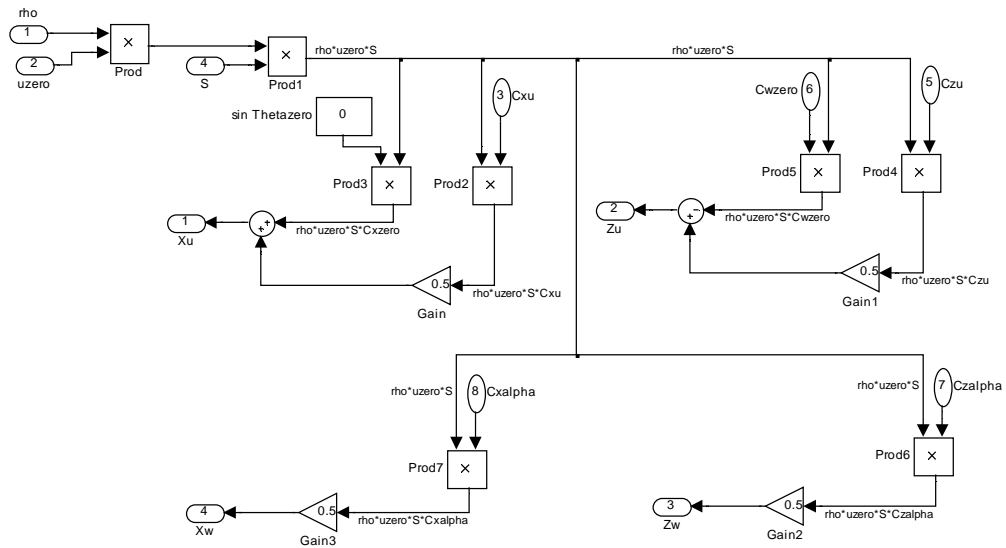 rho
1
2
uzero
×
Prod
4
S
×
Prod1
rho*uzero*S
rho*uzero*S
sin Thetazero
0
3
Cxu
Cwzero
6
5
Czu
Prod3
×
Prod2
×
Prod5
×
Prod4
×
1
Xu
+
+
rho*uzero*S*Cxzero
2
Zu
−
+
rho*uzero*S*Cwzero
0.5
Gain
rho*uzero*S*Cxu
0.5
Gain1
rho*uzero*S*Czu
rho*uzero*S
8
Cxalpha
rho*uzero*S
7
Czalpha
Prod7
×
Prod6
×
4
Xw
0.5
Gain3
rho*uzero*S*Cxalpha
3
Zw
0.5
Gain2
rho*uzero*S*Czalpha